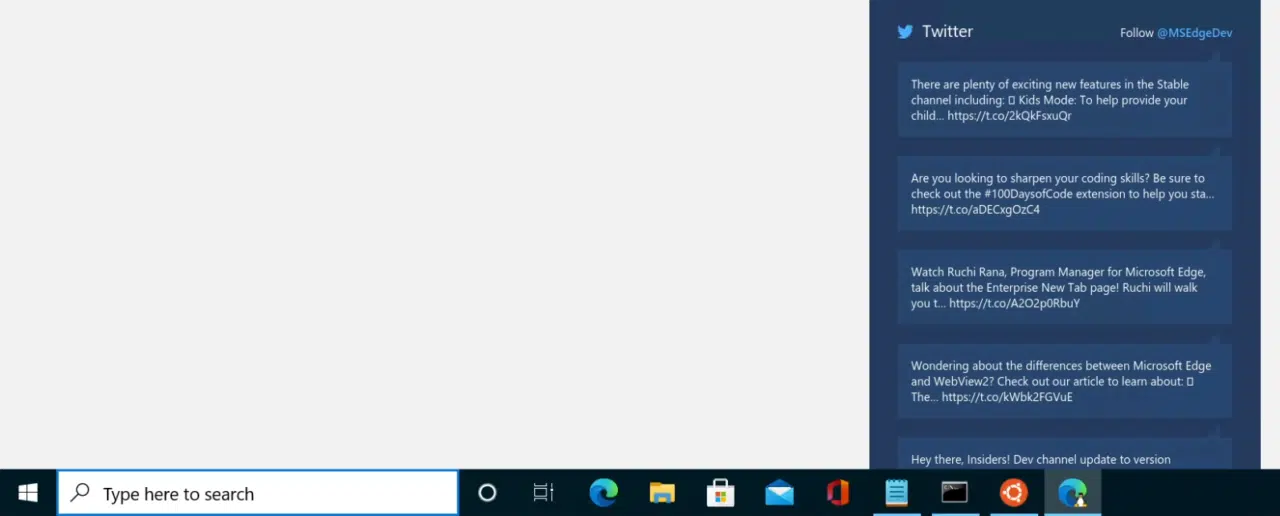 Twitter
Follow @MSEdgeDev
There are plenty of exciting new features in the Stable
channel including: ▯ Kids Mode: To help provide your
child... https://t.co/2kQkFsxuQr
Are you looking to sharpen your coding skills? Be sure to
check out the #100DaysofCode extension to help you sta...
https://t.co/aDECxgOzC4
Watch Ruchi Rana, Program Manager for Microsoft Edge,
talk about the Enterprise New Tab page! Ruchi will walk
you t... https://t.co/A2O2p0RbuY
Wondering about the differences between Microsoft Edge
and WebView2? Check out our article to learn about: ▯
The... https://t.co/kWbk2FGVuE
Hey there, Insiders! Dev channel update to version
Type here to search